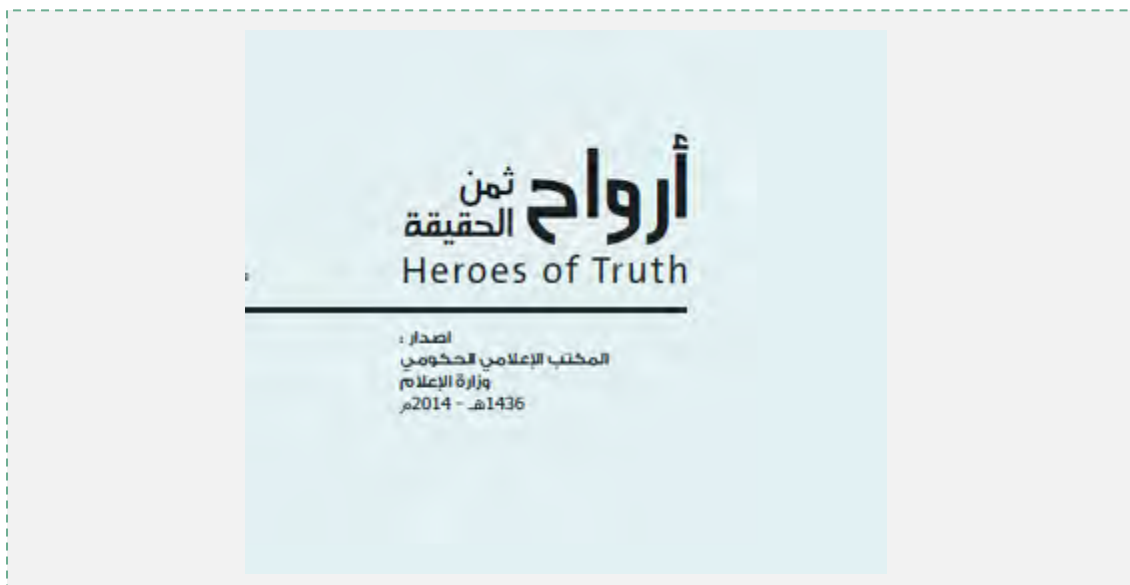 أرواح
ثمن
الحقيقة
Heroes of Truth
اصدار :
المكتب الإعلامي الحكومي
وزارة الإعلام
1436هـ - 2014م